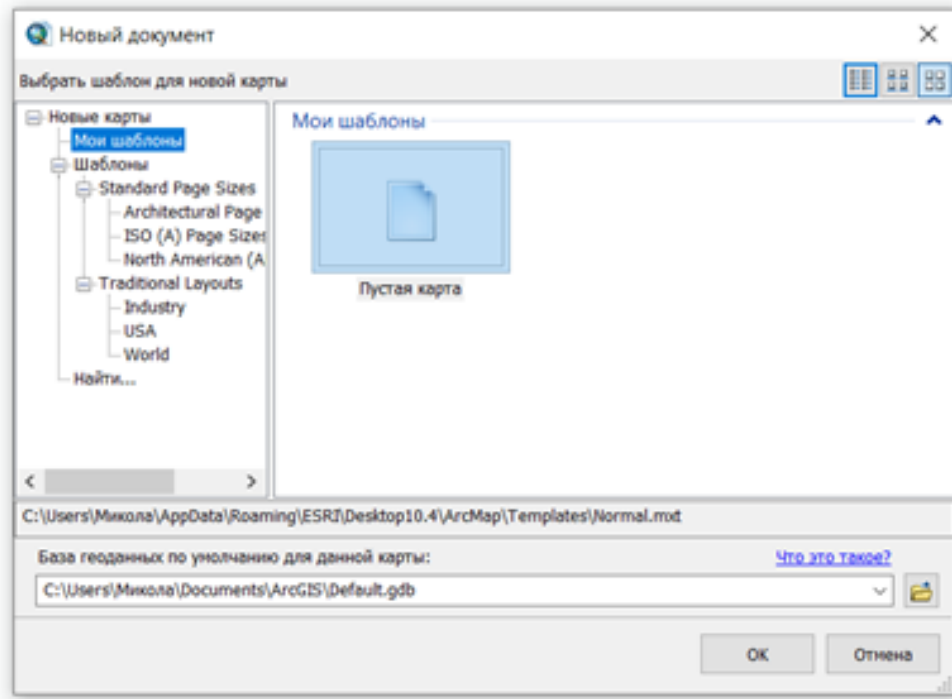 Новый документ
Выбрать шаблон для новой карты
Новые карты
Мои шаблоны
Шаблоны
Standard Page Sizes
Architectural Page
ISO (A) Page Sizes
North American (A
Traditional Layouts
Industry
USA
World
Найти...
Мои шаблоны
Пустая карта
C:\Users\Микола\AppData\Roaming\ESRI\Desktop10.4\ArcMap\Templates\Normal.mxt
База геоданных по умолчанию для данной карты:
Что это такое?
C:\Users\Микола\Documents\ArcGIS\Default.gdb
OK
Отмена